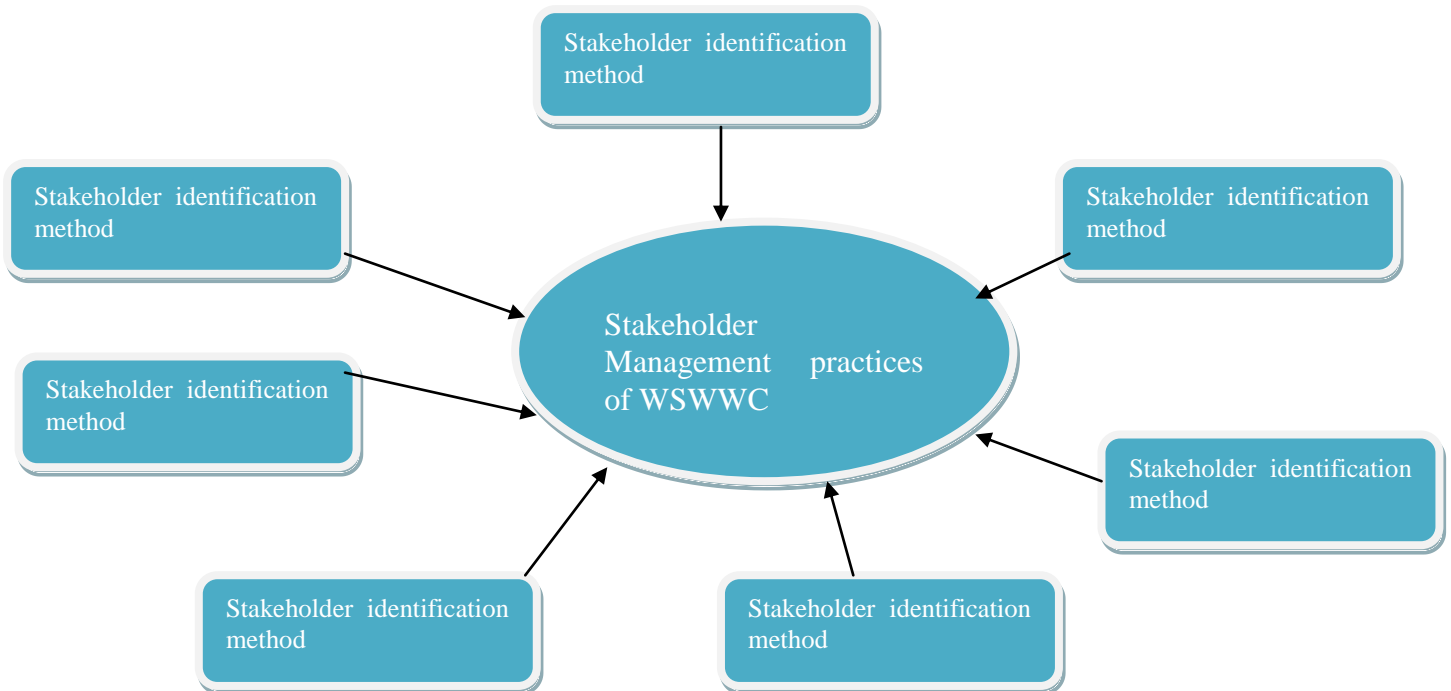 Stakeholder identification
method
Stakeholder identification
method
Stakeholder identification
method
Stakeholder
Management practices
of WSWWC
Stakeholder identification
method
Stakeholder identification
method
Stakeholder identification
method
Stakeholder identification
method